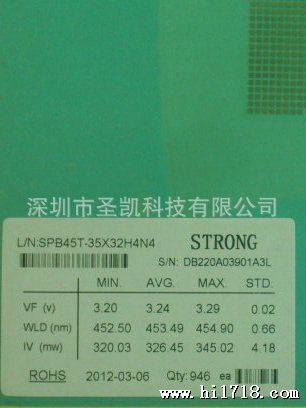 深圳市圣凯科技有限公司
L/N:SPB45T-35X32H4N4
STRONG
S/N: DB220A03901A3L
MIN. AVG. MAX. STD.
VF (v) 3.20 3.24 3.29 0.02
WLD (nm) 452.50 453.49 454.90 0.66
IV (mw) 320.03 326.45 345.02 4.18
ROHS 2012-03-06 Qty: 946 ea
www.hi1718.com